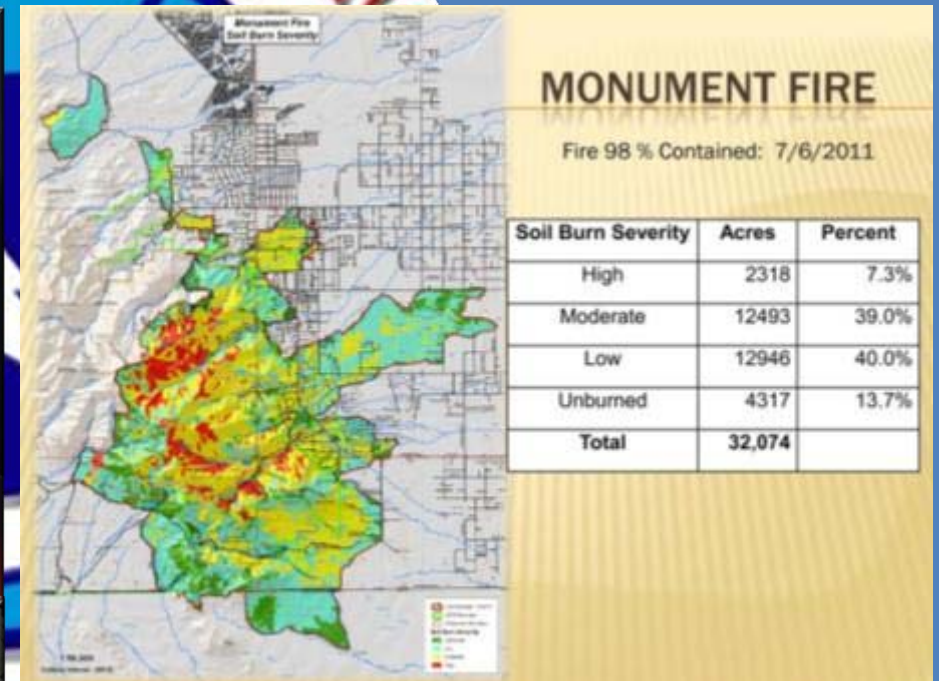 Monument Fire
Soil Burn Severity
MONUMENT FIRE
Fire 98 % Contained: 7/6/2011
Soil Burn Severity Acres Percent
High 2318 7.3%
Moderate 12493 39.0%
Low 12946 40.0%
Unburned 4317 13.7%
Total 32,074